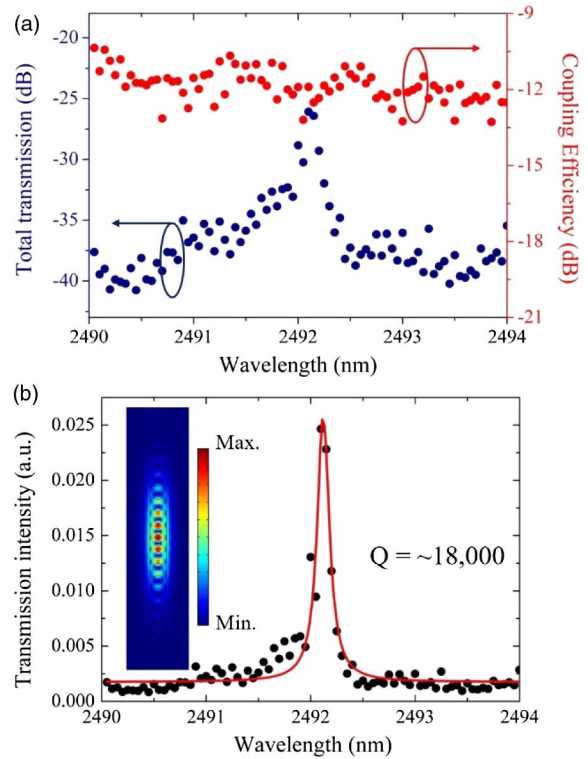 (a)
-20
-25
-30
-35
-40
Total transmission (dB)
-9
-12
-15
-18
-21
Coupling Efficiency
(dB)
2490
2491
2492
2493
2494
Wavelength (nm)
(b)
0.025
0.020
0.015
0.010
0.005
0.000
Transmission intensity (a.u.)
Max.
Min.
Q = ~18,000
2490
2491
2492
2493
2494
Wavelength (nm)